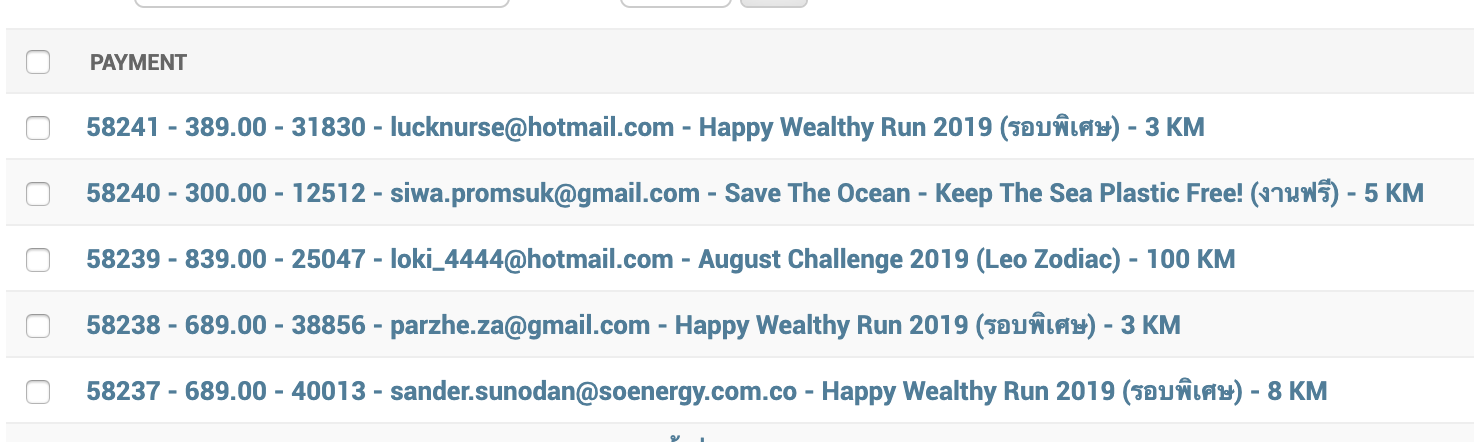 PAYMENT
58241 - 389.00 - 31830 - lucknurse@hotmail.com - Happy Wealthy Run 2019 (รอบพิเศษ) - 3 KM
58240 - 300.00 - 12512 - siwa.promsuk@gmail.com - Save The Ocean - Keep The Sea Plastic Free! (งานฟรี) - 5 KM
58239 - 839.00 - 25047 - loki_4444@hotmail.com - August Challenge 2019 (Leo Zodiac) - 100 KM
58238 - 689.00 - 38856 - parzhe.za@gmail.com - Happy Wealthy Run 2019 (รอบพิเศษ) - 3 KM
58237 - 689.00 - 40013 - sander.sunodan@soenergy.com.co - Happy Wealthy Run 2019 (รอบพิเศษ) - 8 KM